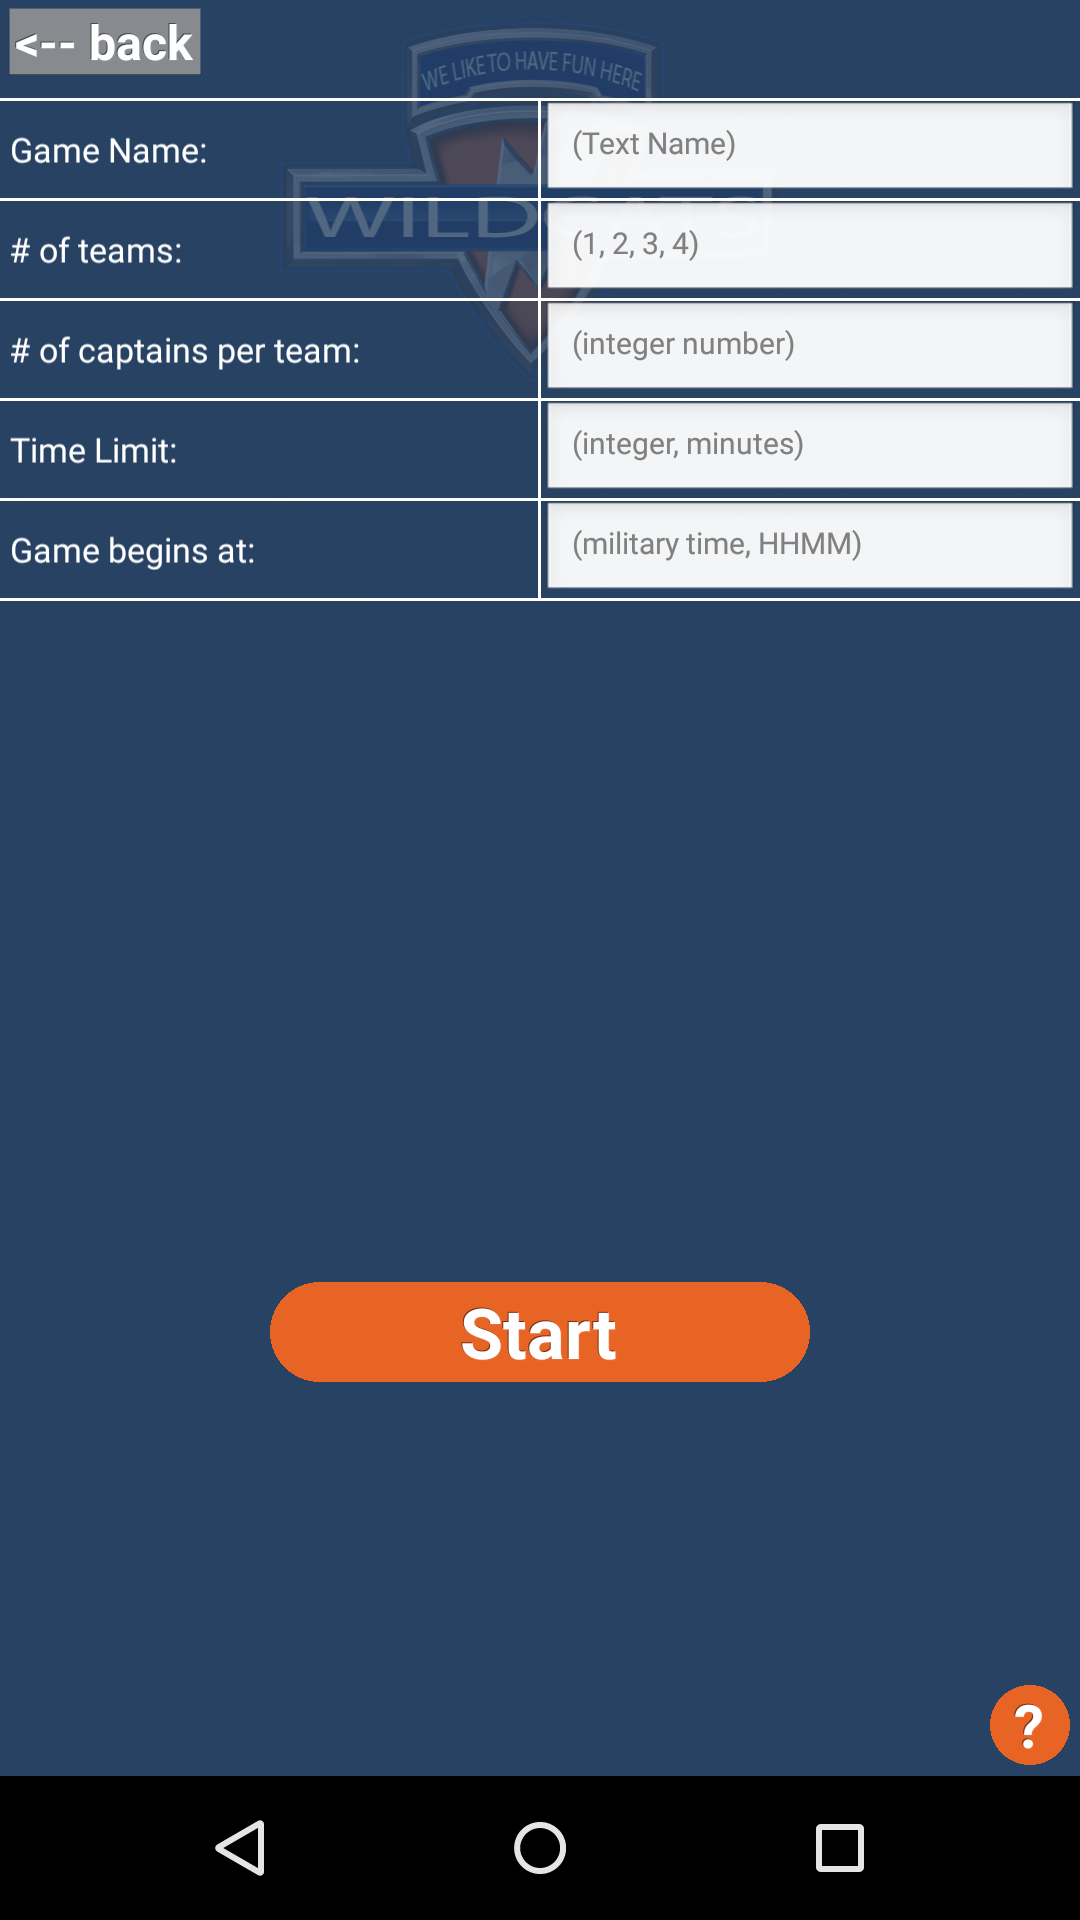 <-- back
WE LIKE TO HAVE FUN HERE
Game Name:
(Text Name)
WILDCATS
# of teams:
(1, 2, 3, 4)
# of captains per team:
(integer number)
Time Limit:
(integer, minutes)
Game begins at:
(military time, HHMM)
Start
?